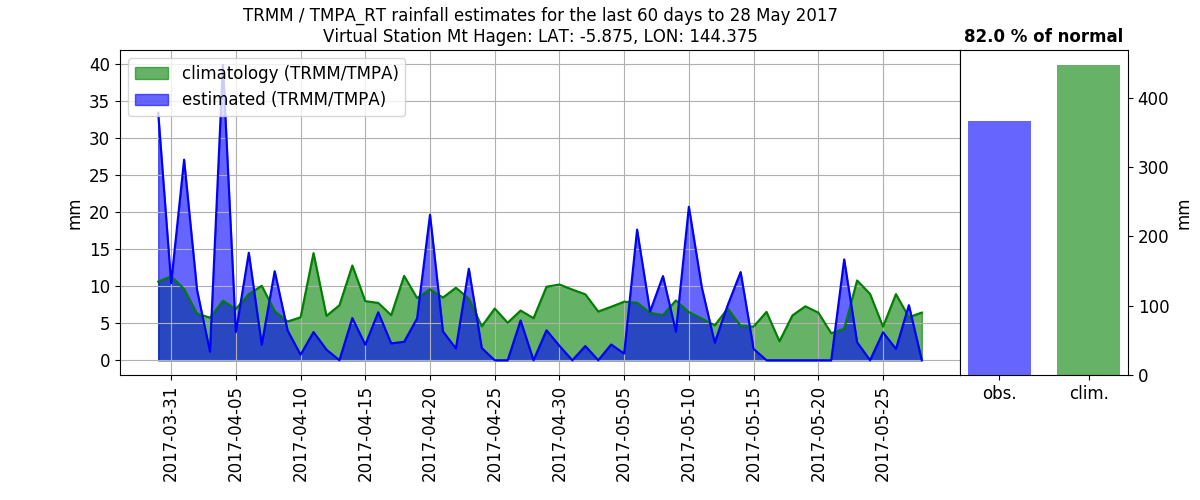 TRMM / TMPA_RT rainfall estimates for the last 60 days to 28 May 2017
Virtual Station Mt Hagen: LAT: -5.875, LON: 144.375
82.0 % of normal
climatology (TRMM/TMPA)
estimated (TRMM/TMPA)
mm
40
35
30
25
20
15
10
5
0
2017-03-31
2017-04-05
2017-04-10
2017-04-15
2017-04-20
2017-04-25
2017-04-30
2017-05-05
2017-05-10
2017-05-15
2017-05-20
2017-05-25
400
300
200
100
0
mm
obs.
clim.